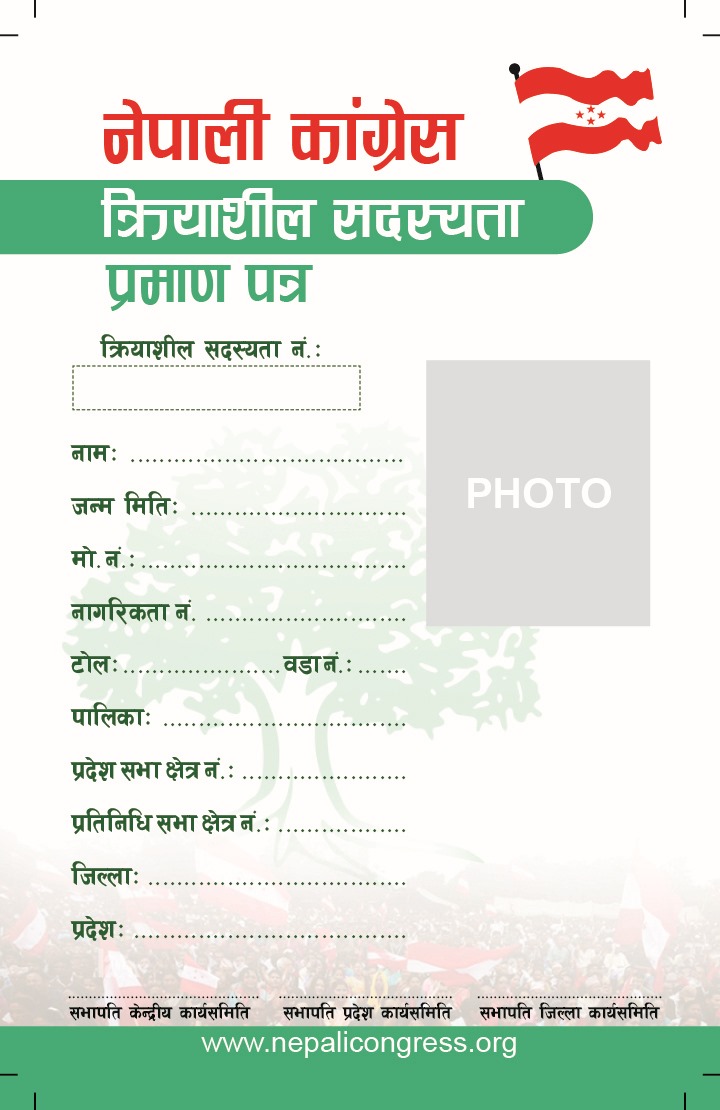 नेपाली कांग्रेस
क्रियाशील सदस्यता
प्रमाण पत्र
क्रियाशील सदस्यता नं.:
PHOTO
नामः ......................................
जन्म मितिः ..............................
मो.नं.: .....................................
नागरिकता नं. ............................
टोलः...................... वडा नं.: .......
पालिकाः ..................................
प्रदेश सभा क्षेत्र नं.: .......................
प्रतिनिधि सभा क्षेत्र नं.: ..................
जिल्लाः ....................................
प्रदेशः ......................................
सभापति केन्द्रीय कार्यसमिति सभापति प्रदेश कार्यसमिति सभापति जिल्ला कार्यसमिति
www.nepalicongress.org